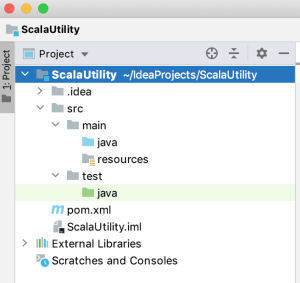 ScalaUtility
1: Project
Project
ScalaUtility ~/IdeaProjects/ScalaUtility
.idea
src
main
java
resources
test
java
pom.xml
ScalaUtility.iml
External Libraries
Scratches and Consoles